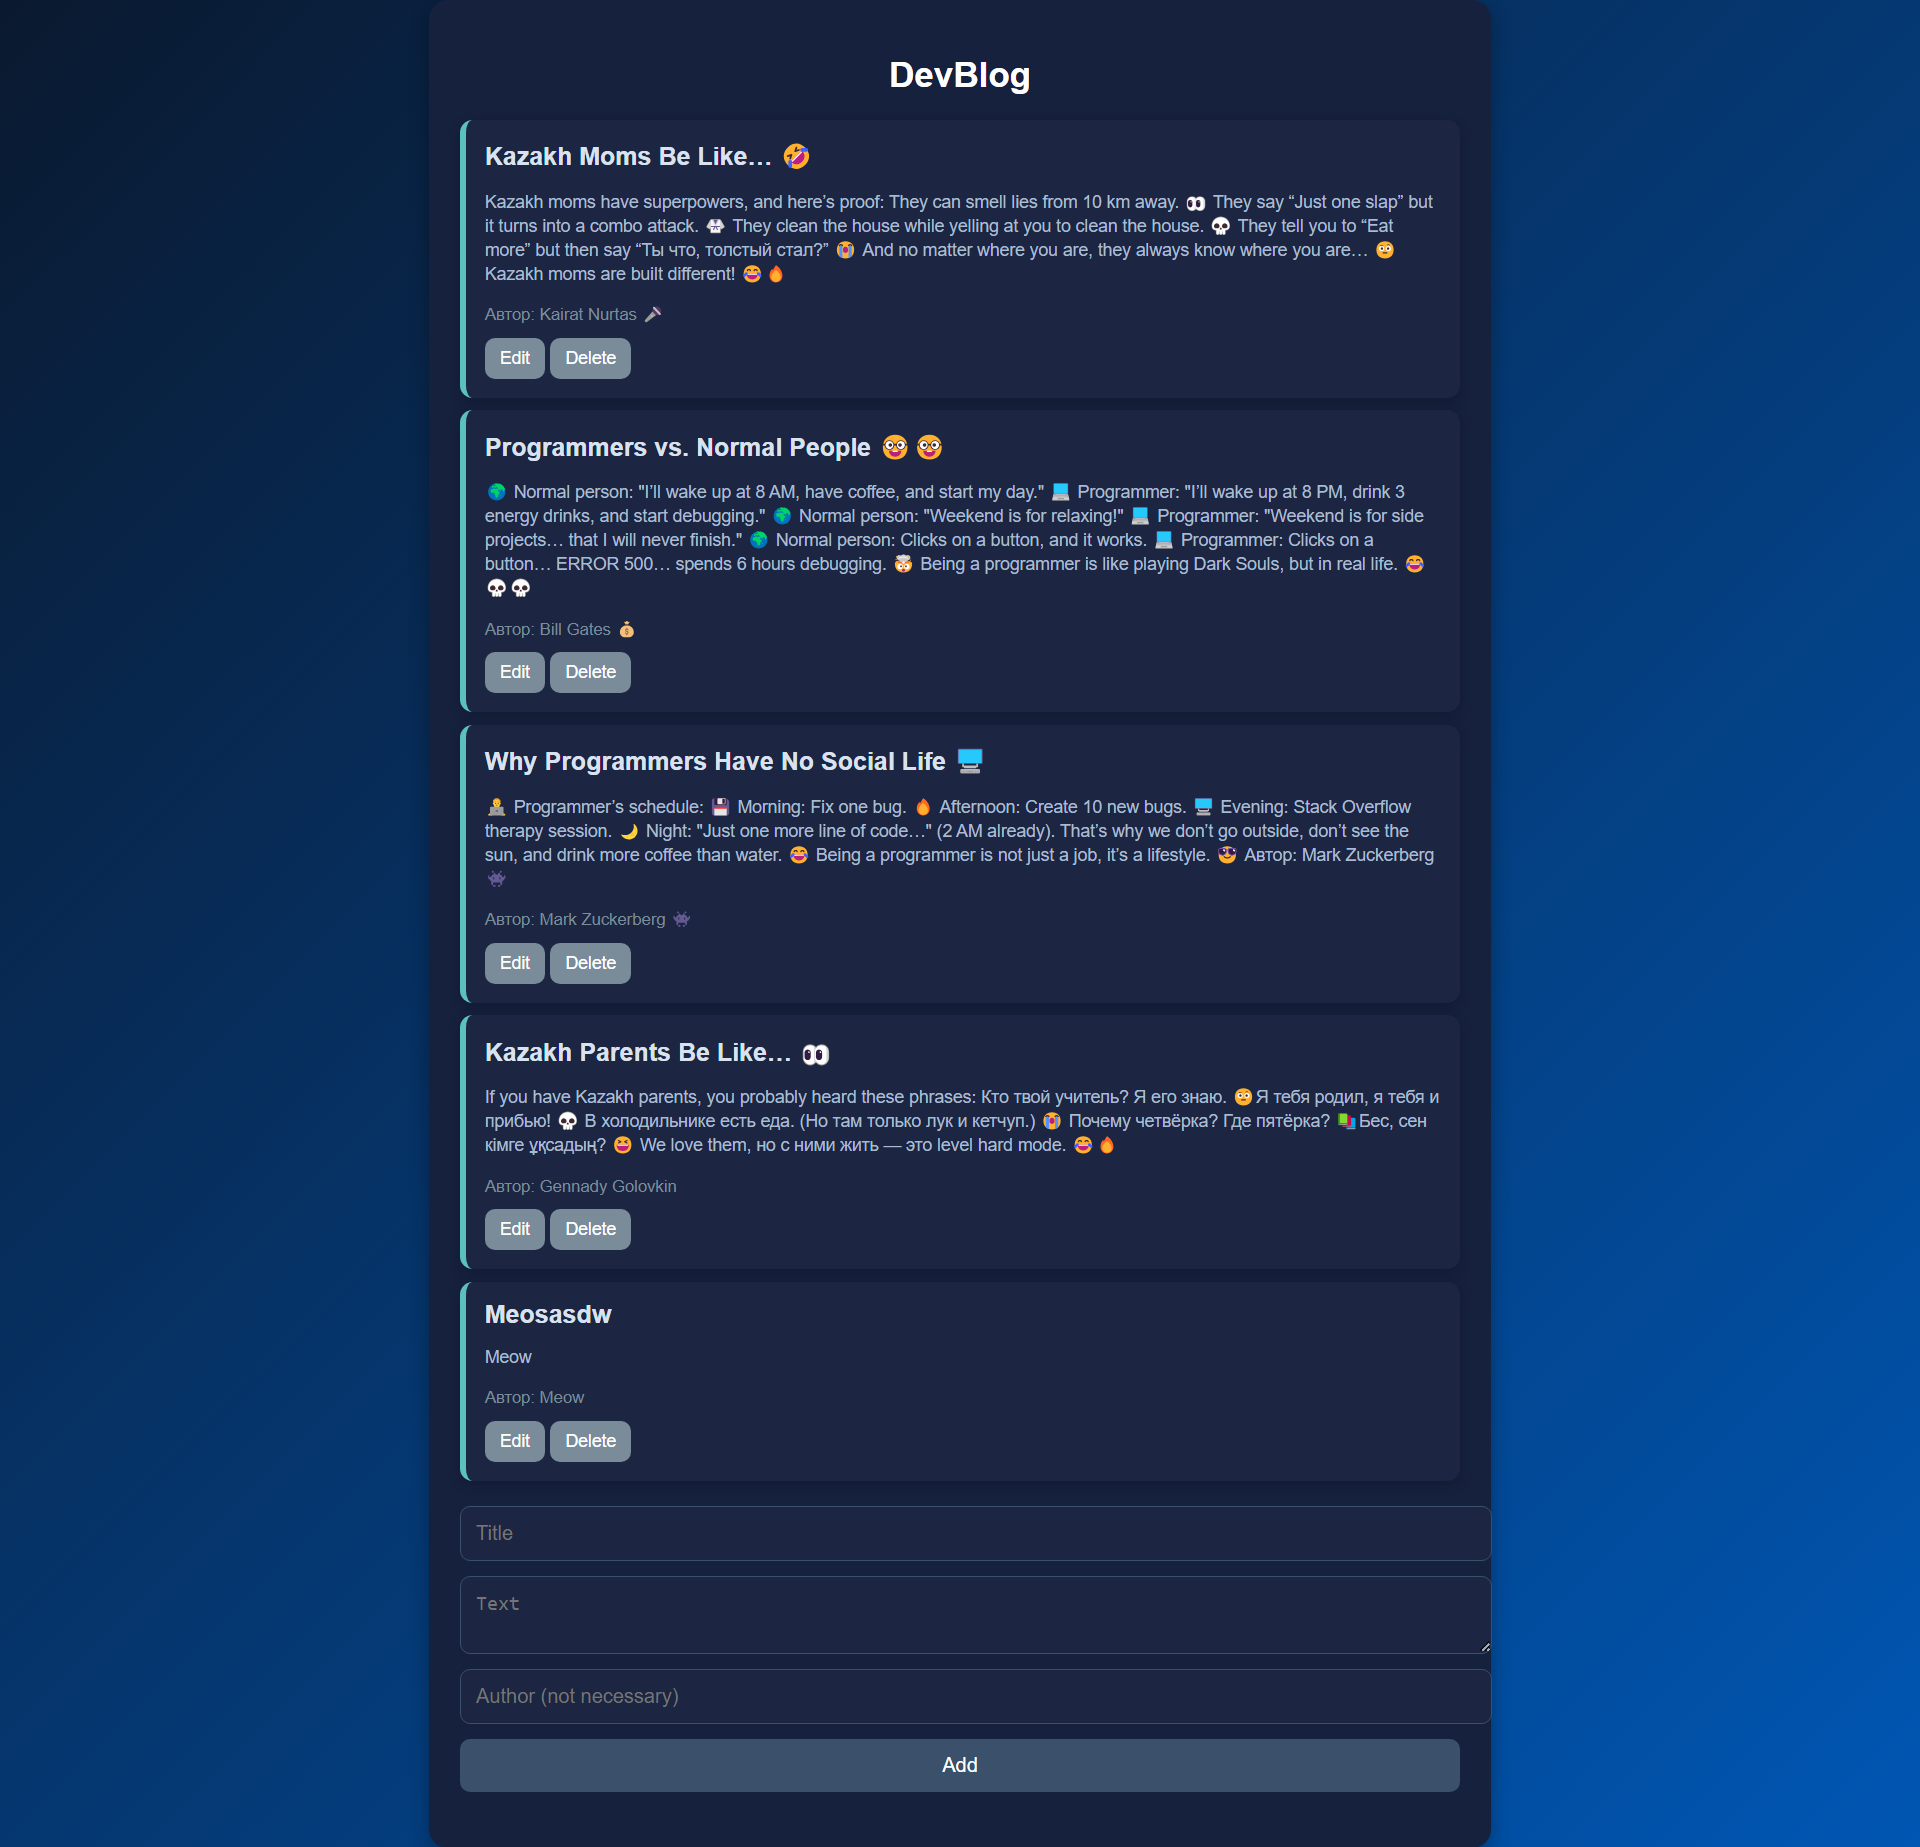 DevBlog
Kazakh Moms Be Like… 🤣
Kazakh moms have superpowers, and here’s proof: They can smell lies from 10 km away. 👀 They say “Just one slap” but
it turns into a combo attack. 🥋 They clean the house while yelling at you to clean the house. 💀 They tell you to “Eat
more” but then say “Ты что, толстый стал?” 😭 And no matter where you are, they always know where you are… 😳
Kazakh moms are built different! 😂🔥
Автор: Kairat Nurtas 🎤
Edit Delete
Programmers vs. Normal People 🤓🤓
🌍 Normal person: "I’ll wake up at 8 AM, have coffee, and start my day." 💻 Programmer: "I’ll wake up at 8 PM, drink 3
energy drinks, and start debugging." 🌍 Normal person: "Weekend is for relaxing!" 💻 Programmer: "Weekend is for side
projects… that I will never finish." 🌍 Normal person: Clicks on a button, and it works. 💻 Programmer: Clicks on a
button… ERROR 500… spends 6 hours debugging. 🤯 Being a programmer is like playing Dark Souls, but in real life. 😂
💀💀
Автор: Bill Gates 💰
Edit Delete
Why Programmers Have No Social Life 🖥️
👨‍💻 Programmer’s schedule: 💾 Morning: Fix one bug. 🔥 Afternoon: Create 10 new bugs. 🖥️ Evening: Stack Overflow
therapy session. 🌙 Night: "Just one more line of code…" (2 AM already). That’s why we don’t go outside, don’t see the
sun, and drink more coffee than water. 😂 Being a programmer is not just a job, it’s a lifestyle. 😎 Автор: Mark Zuckerberg
👾
Автор: Mark Zuckerberg 👾
Edit Delete
Kazakh Parents Be Like… 👀
If you have Kazakh parents, you probably heard these phrases: Кто твой учитель? Я его знаю. 😳Я тебя родил, я тебя и
прибью! 💀 В холодильнике есть еда. (Но там только лук и кетчуп.) 😭 Почему четвёрка? Где пятёрка? 📚Бес, сен
кімге ұқсадың? 😆 We love them, но с ними жить — это level hard mode. 😂🔥
Автор: Gennady Golovkin
Edit Delete
Meosasdw
Meow
Автор: Meow
Edit Delete
Title
Text
Author (not necessary)
Add